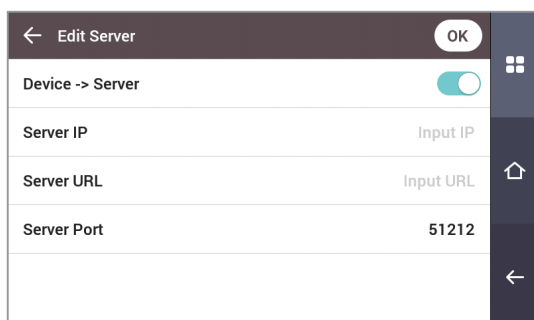 Edit Server
OK
Device -> Server
Server IP Input IP
Server URL Input URL
Server Port 51212